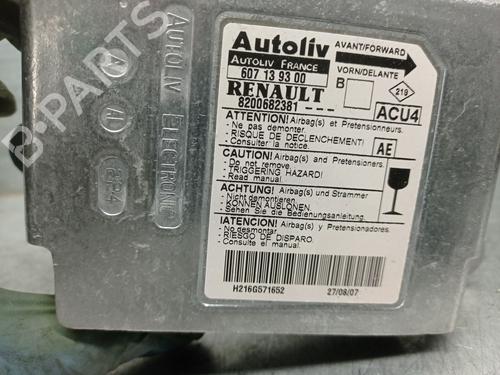 Autoliv
AVANT/FORWARD
AUTOLIV FRANCE
VORN/DELANTE
607 13 93 00
B
219
RENAULT
8200682381
ACU4
ATTENTION! Airbag(s) et Pretensionneurs.
- Ne pas demonter.
- RISQUE DE DECLENCHEMENT!
- Consulter la notice.
AE
CAUTION! Airbag(s) and Pretensioners.
- Do not remove.
- TRIGGERING HAZARD!
- Read manual.
ACHTUNG! Airbag(s) und Strammer
- Nicht demontieren
- KONNEN AUSLONEN.
- Sehen Sie die Bedienungsanleitung.
¡ATENCION! Airbag(s) y Pretensionadores.
- No desmontar
- RIESGO DE DISPARO.
- Consulte el manual.
H216G571652
27/08/07
AUTOLIV ELECTRONIC
GP4
B-PARTS